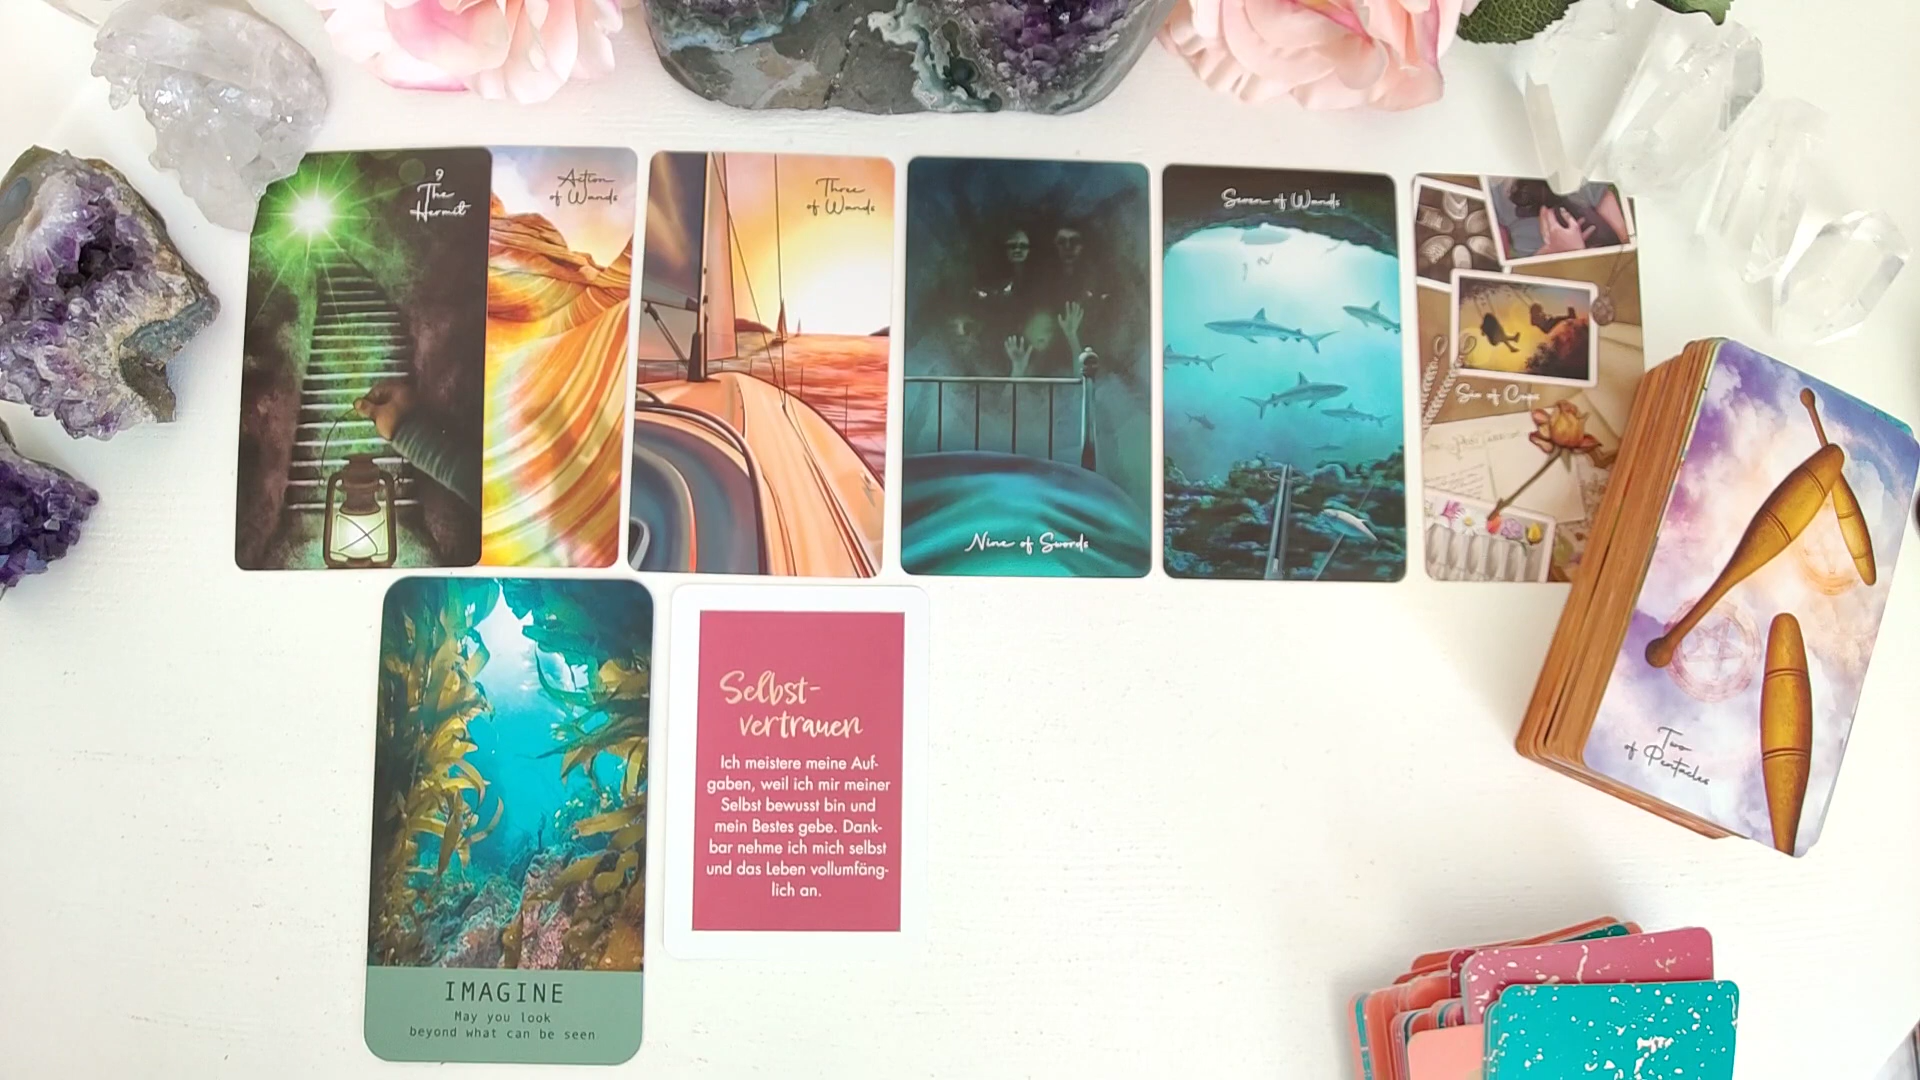 9
The
Hermit
Action
of Wands
Three
of Wands
Nine of Swords
Seven of Wands
Six of Cups
Two
of Pentacles
IMAGINE
May you look
beyond what can be seen
Selbst-
vertrauen
Ich meistere meine Auf-
gaben, weil ich mir meiner
Selbst bewusst bin und
mein Bestes gebe. Dank-
bar nehme ich mich selbst
und das Leben vollumfäng-
lich an.